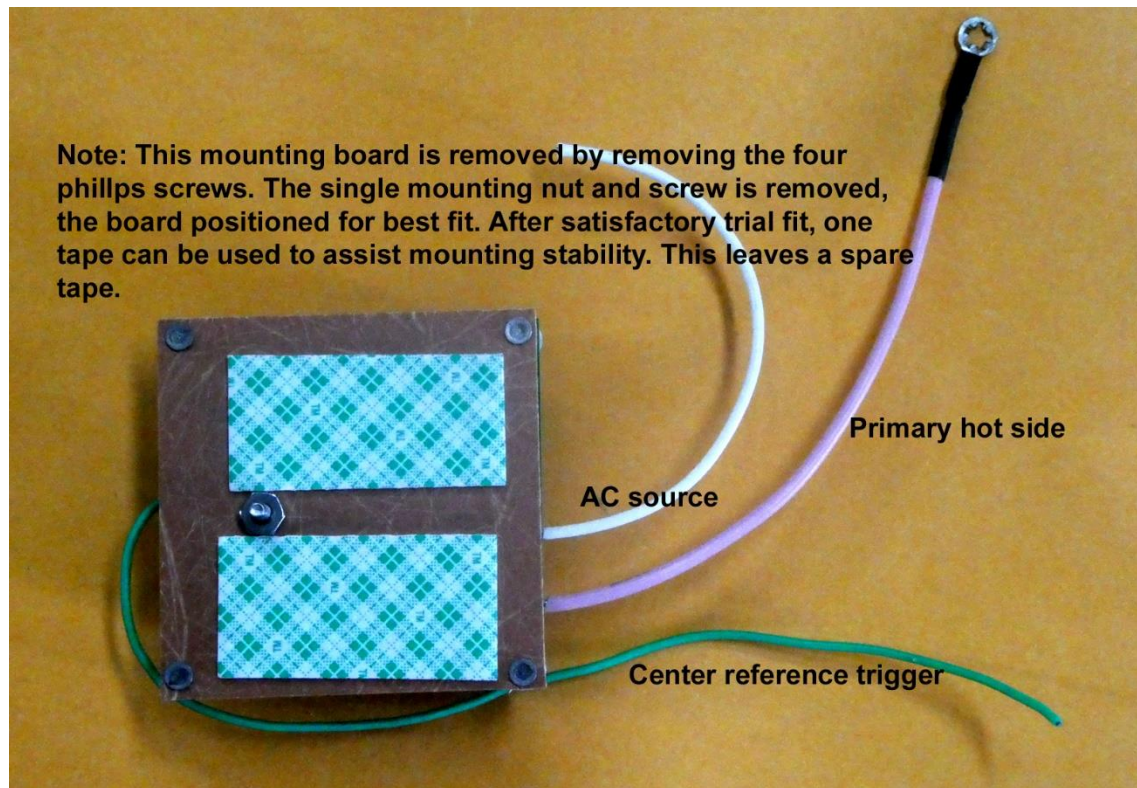 Note: This mounting board is removed by removing the four
phillps screws. The single mounting nut and screw is removed,
the board positioned for best fit. After satisfactory trial fit, one
tape can be used to assist mounting stability. This leaves a spare
tape.
Primary hot side
AC source
Center reference trigger